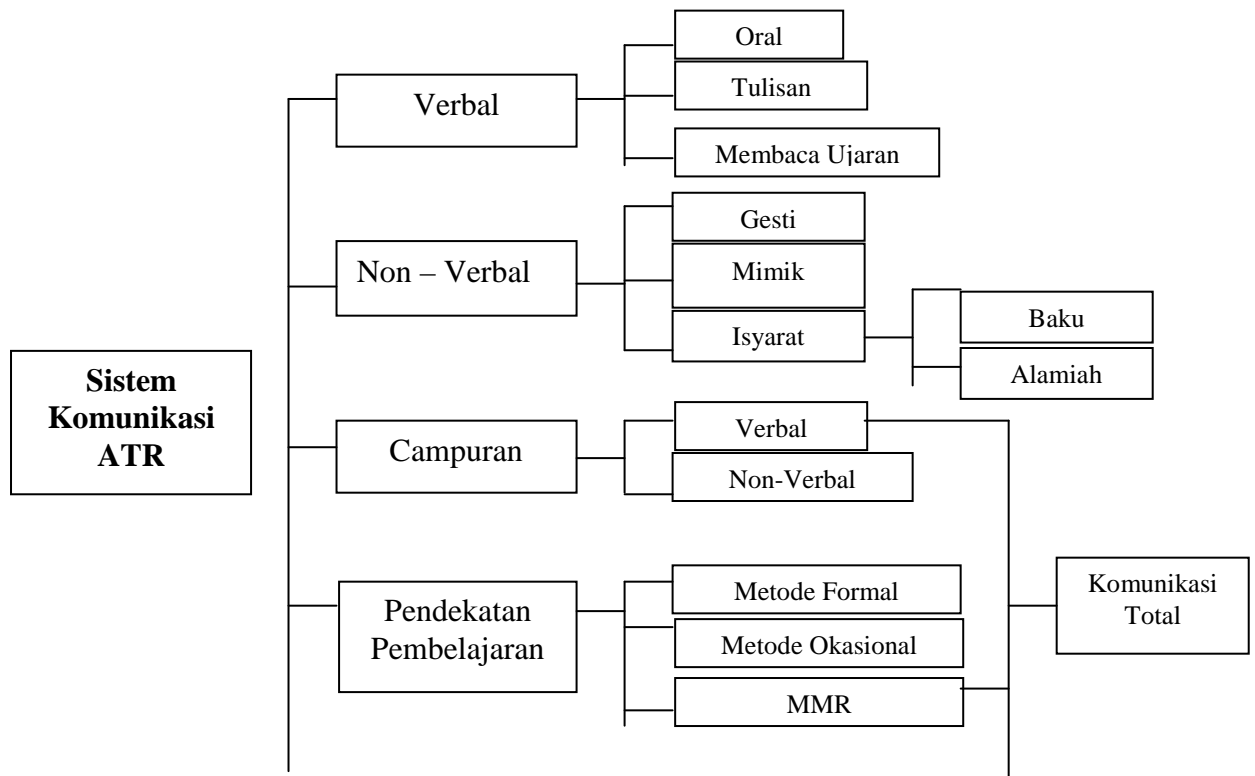 Sistem
Komunikasi
ATR
Verbal
Oral
Tulisan
Membaca Ujaran
Non – Verbal
Gesti
Mimik
Isyarat
Baku
Alamiah
Campuran
Verbal
Non-Verbal
Pendekatan
Pembelajaran
Metode Formal
Metode Okasional
MMR
Komunikasi
Total